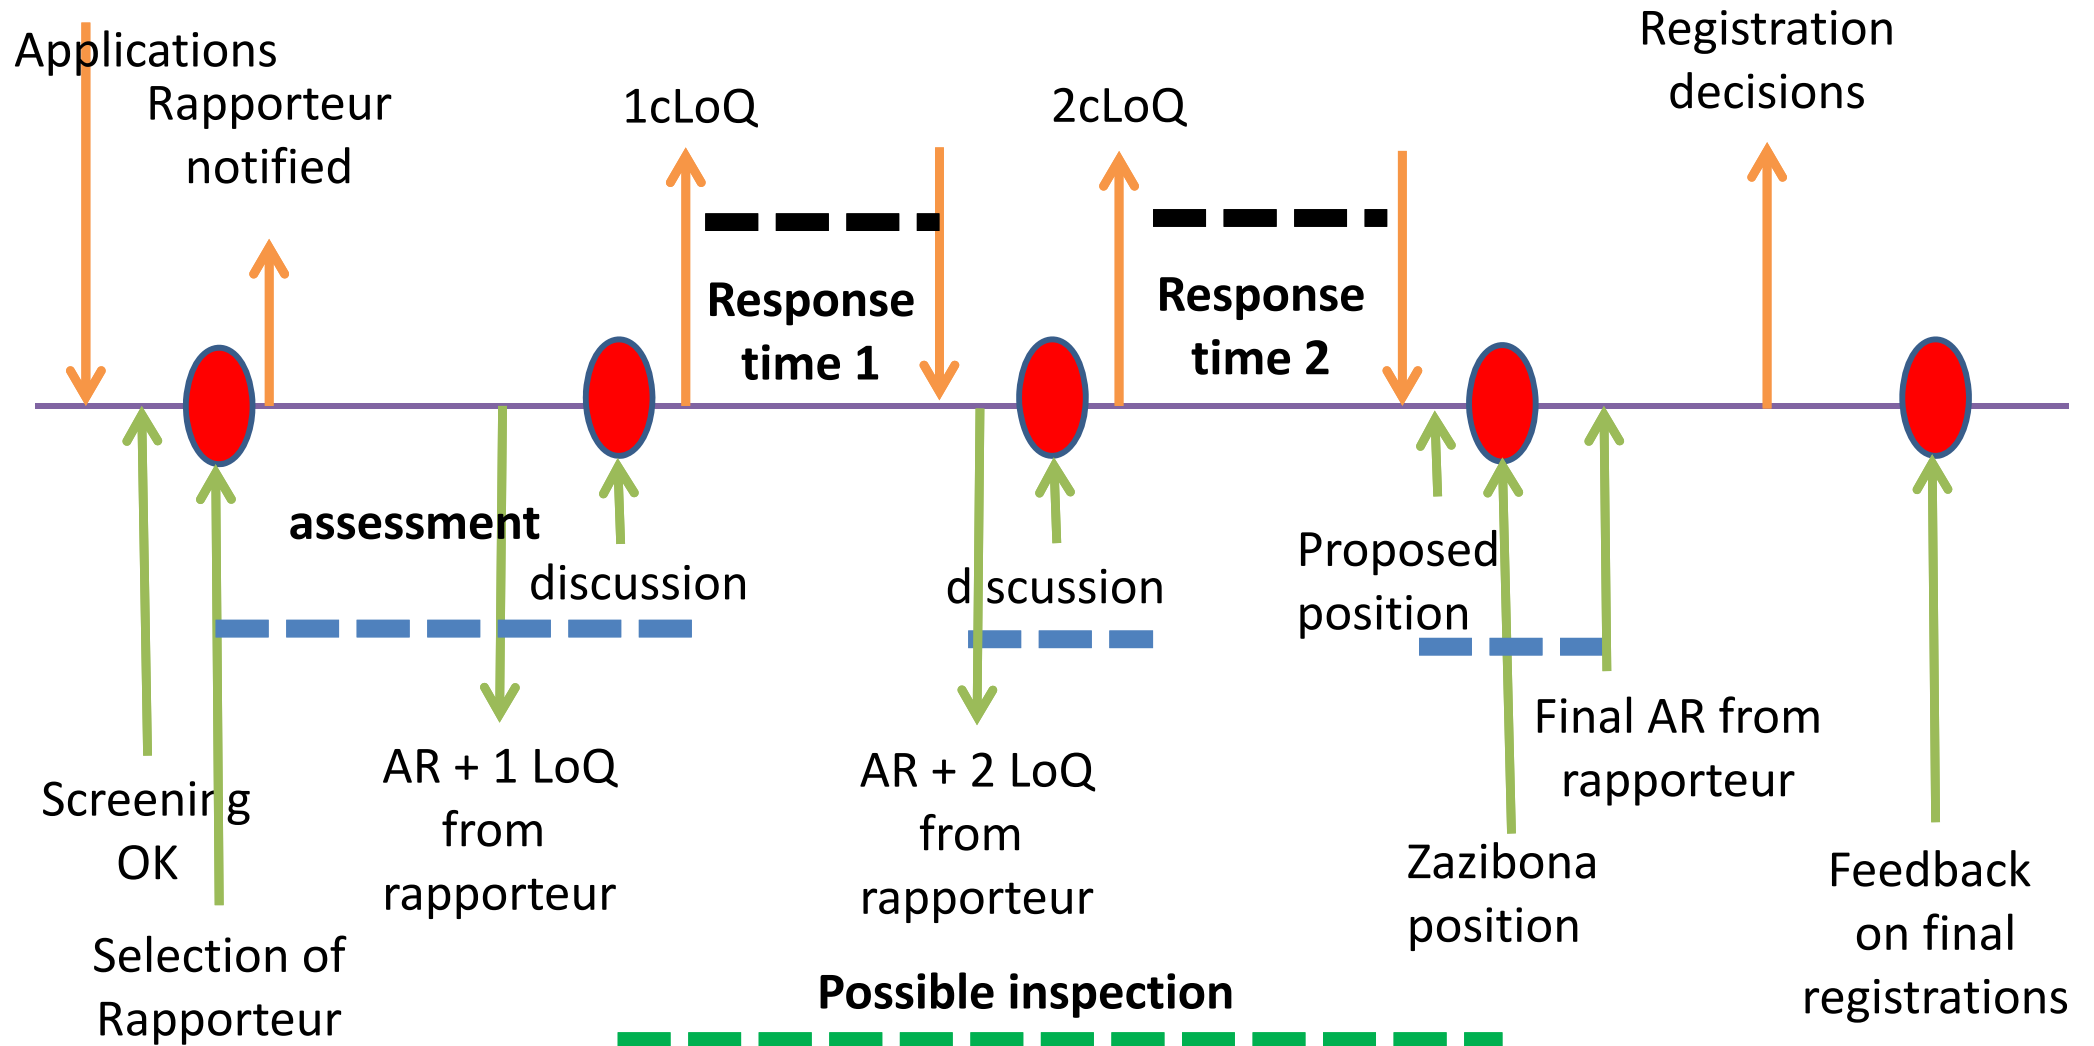 Applications
Rapporteur
notified
1cLoQ
2cLoQ
Registration
decisions
Response
time 1
Response
time 2
assessment
discussion
discussion
Proposed
position
Screening
OK
AR + 1 LoQ
from
rapporteur
AR + 2 LoQ
from
rapporteur
Final AR from
rapporteur
Zazibona
position
Feedback
on final
registrations
Selection of
Rapporteur
Possible inspection